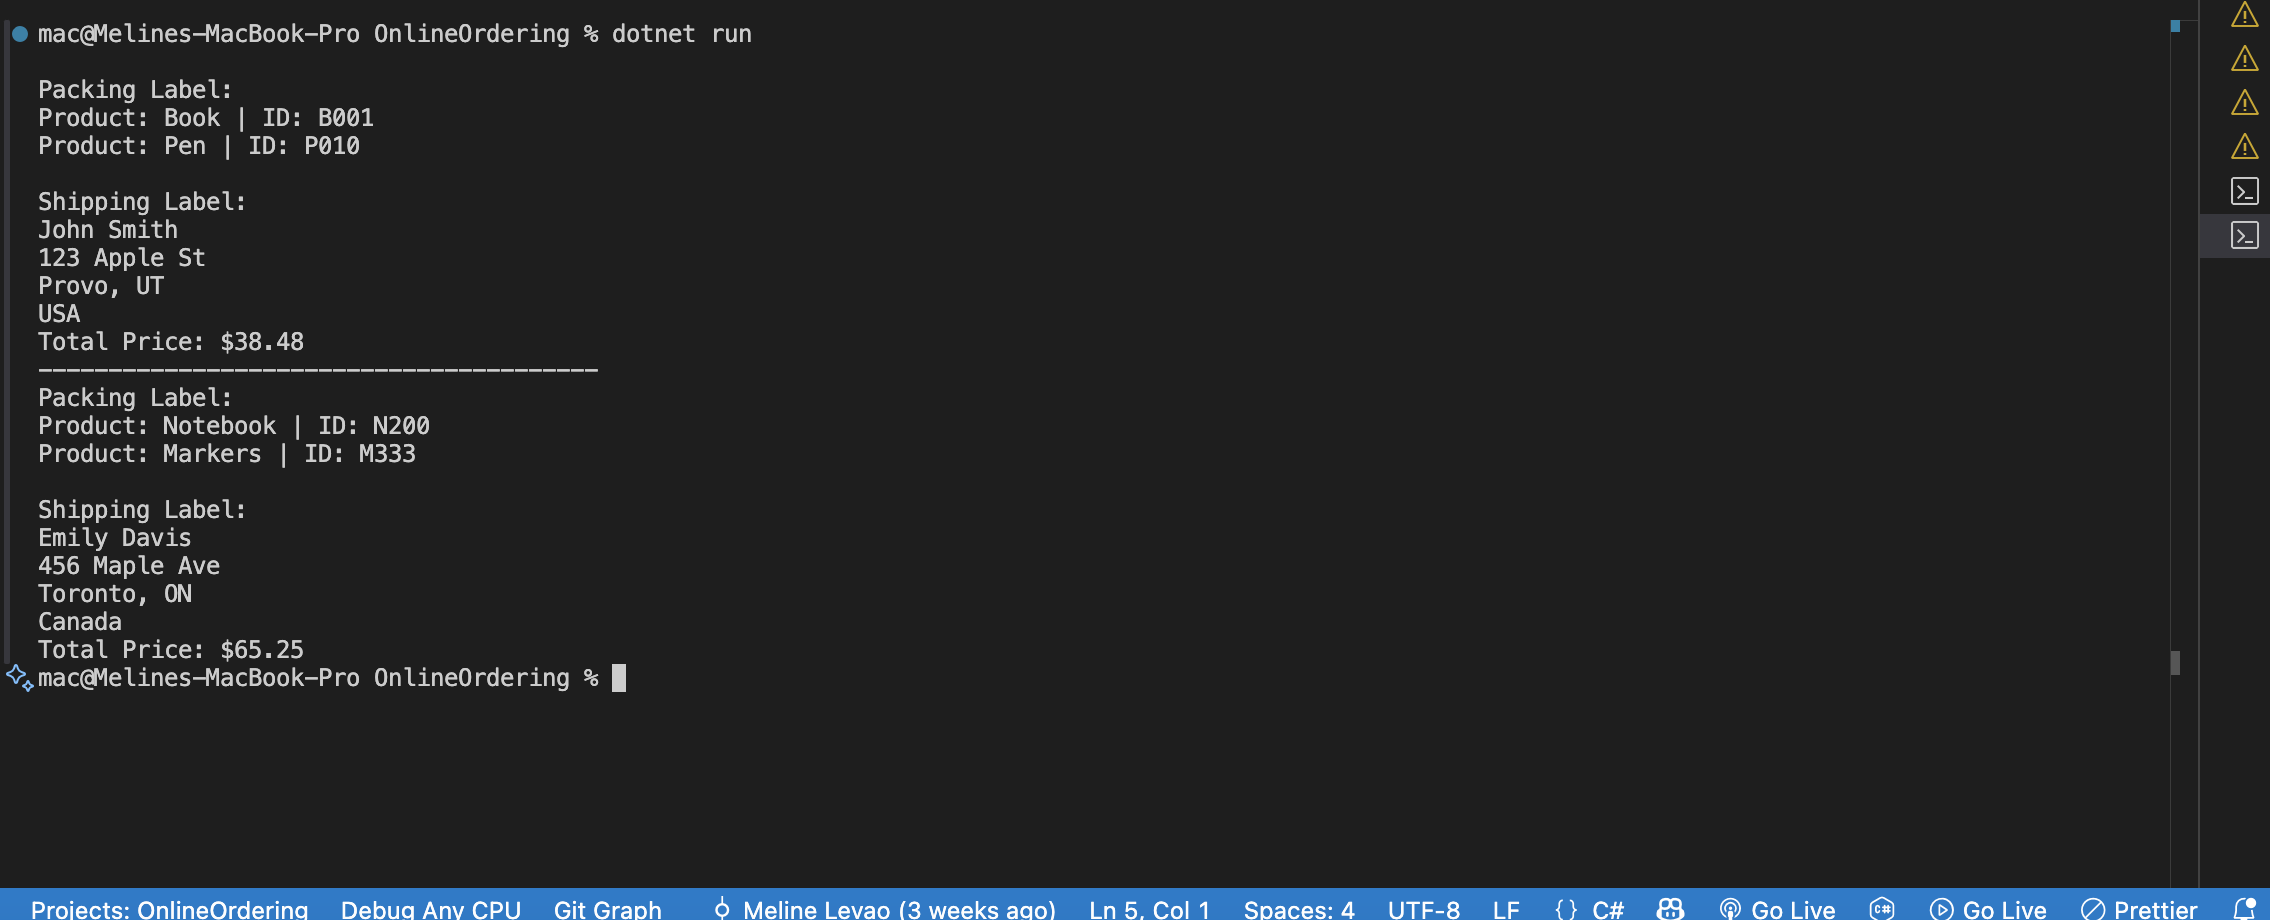 mac@Melines-MacBook-Pro OnlineOrdering % dotnet run
Packing Label:
Product: Book | ID: B001
Product: Pen | ID: P010
Shipping Label:
John Smith
123 Apple St
Provo, UT
USA
Total Price: $38.48
----------------------------------------
Packing Label:
Product: Notebook | ID: N200
Product: Markers | ID: M333
Shipping Label:
Emily Davis
456 Maple Ave
Toronto, ON
Canada
Total Price: $65.25
mac@Melines-MacBook-Pro OnlineOrdering %
Projects: OnlineOrdering Debug Any CPU Git Graph Meline Levao (3 weeks ago) Ln 5, Col 1 Spaces: 4 UTF-8 LF {} C# Go Live C# Go Live Prettier